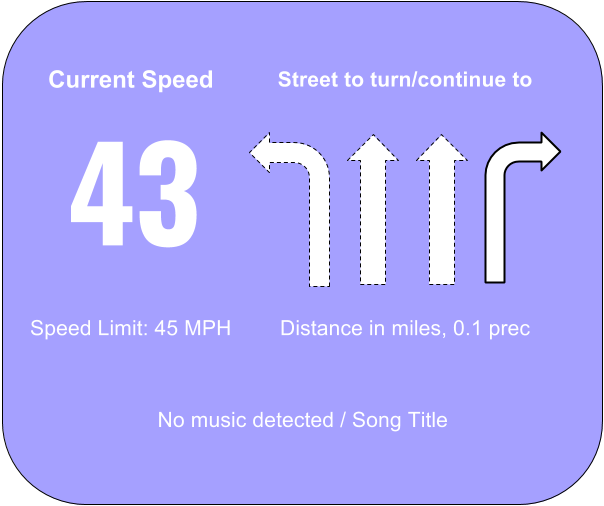 Current Speed
Street to turn/continue to
43
Speed Limit: 45 MPH
Distance in miles, 0.1 prec
No music detected / Song Title